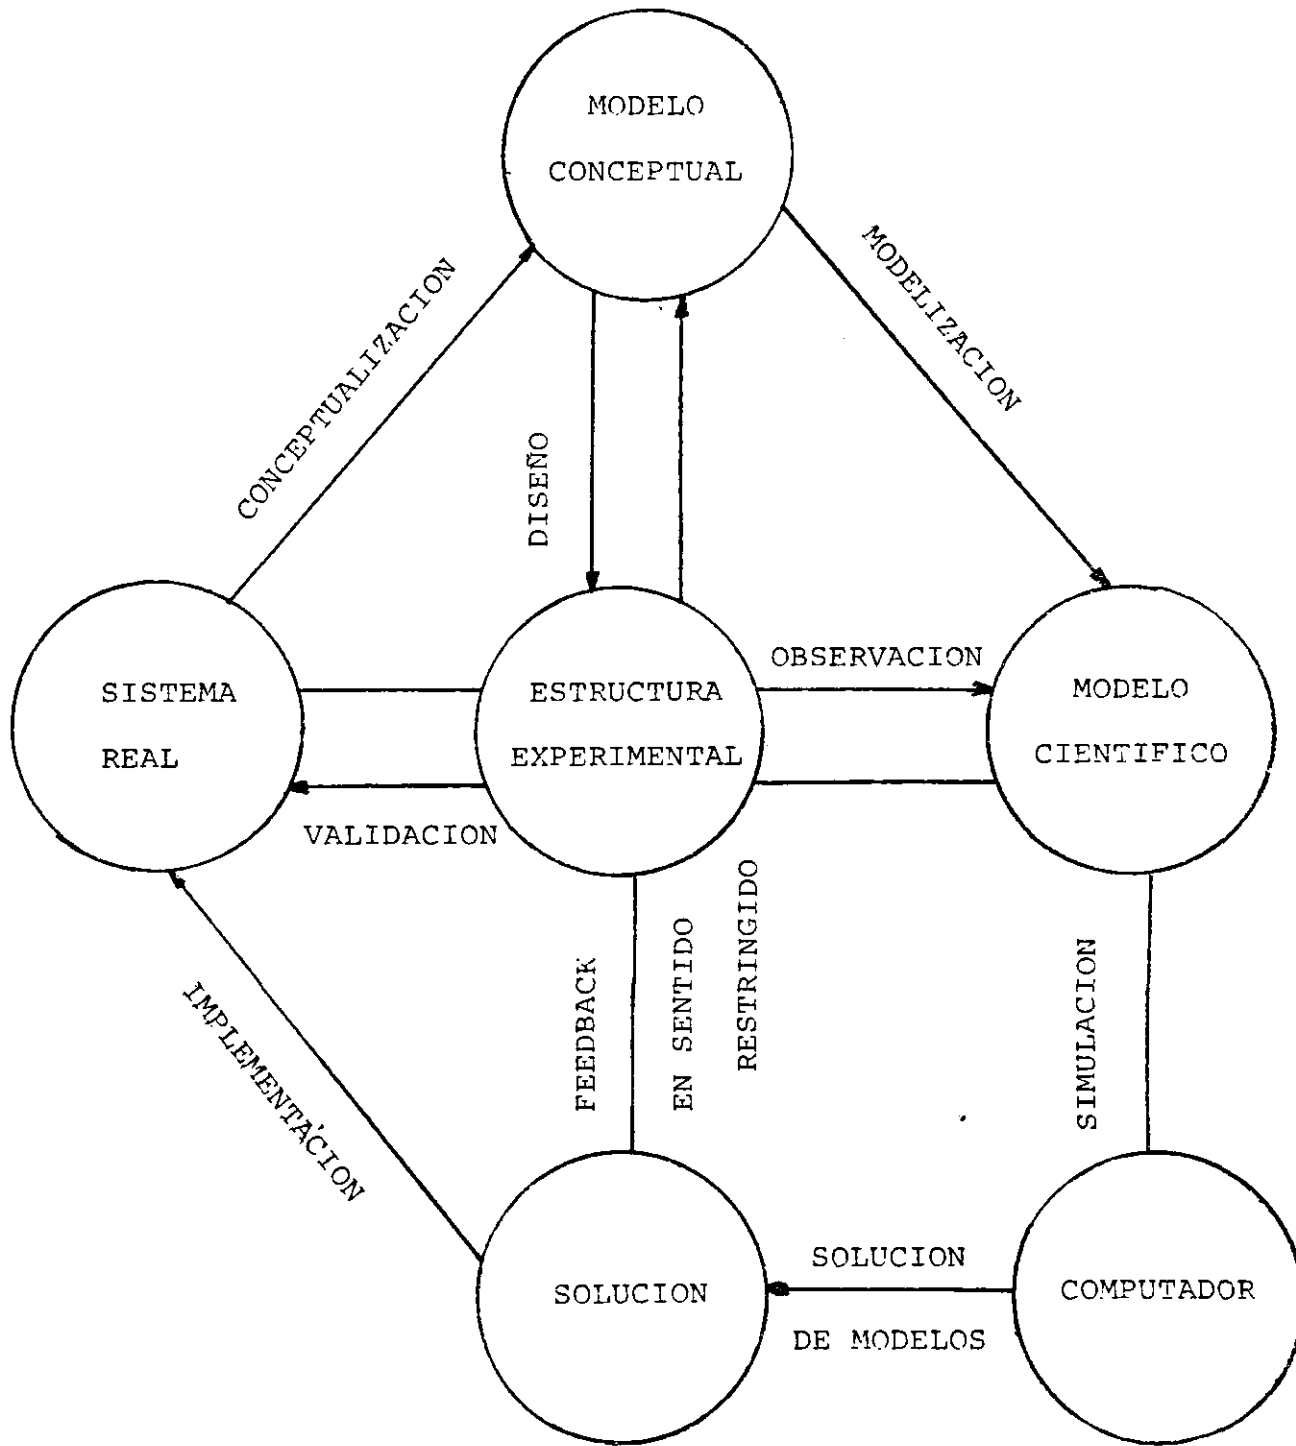 MODELO
CONCEPTUAL
CONCEPTUALIZACION
MODELIZACION
DISEÑO
OBSERVACION
SISTEMA
REAL
ESTRUCTURA
EXPERIMENTAL
MODELO
CIENTIFICO
VALIDACION
IMPLEMENTACION
FEEDBACK
EN SENTIDO
RESTRINGIDO
SIMULACION
SOLUCION
SOLUCION
DE MODELOS
COMPUTADOR